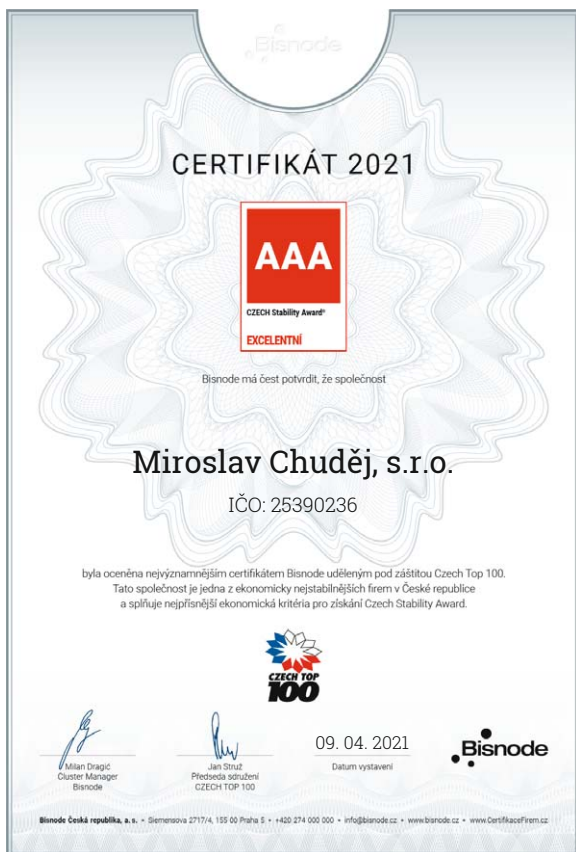 Bisnode
CERTIFIKÁT 2021
AAA
CZECH Stability Award®
EXCELENTNÍ
Bisnode má čest potvrdit, že společnost
Miroslav Chuděj, s.r.o.
IČO: 25390236
byla oceněna nejvýznamnějším certifikátem Bisnode uděleným pod záštitou Czech Top 100.
Tato společnost je jedna z ekonomicky nejstabilnějších firem v České republice
a splňuje nejpřísnější ekonomická kritéria pro získání Czech Stability Award.
CZECH TOP
100
Milan Dragić
Cluster Manager
Bisnode
Jan Struž
Předseda sdružení
CZECH TOP 100
09. 04. 2021
Datum vystavení
Bisnode
Bisnode Česká republika, a. s. • Siemensova 2717/4, 155 00 Praha 5 • +420 274 000 000 • info@bisnode.cz • www.bisnode.cz • www.CertifikaceFirem.cz